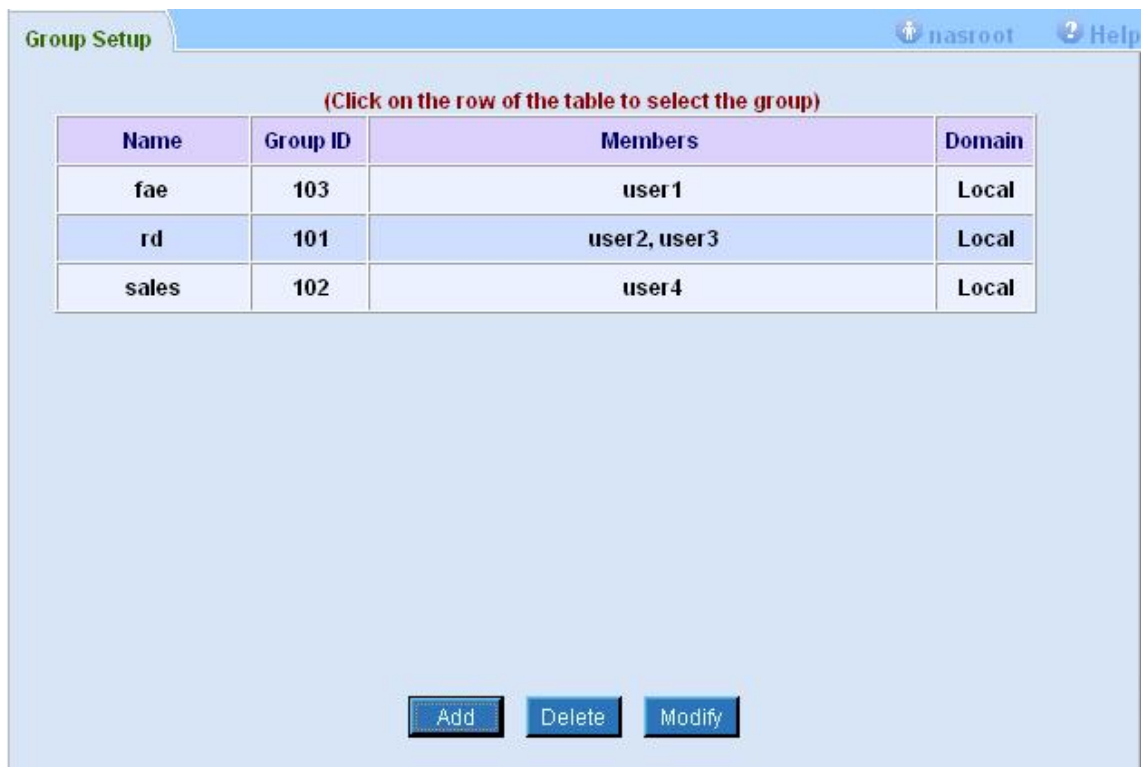 Group Setup nasroot Help
(Click on the row of the table to select the group)
Name Group ID Members Domain
fae 103 user1 Local
rd 101 user2, user3 Local
sales 102 user4 Local
Add Delete Modify